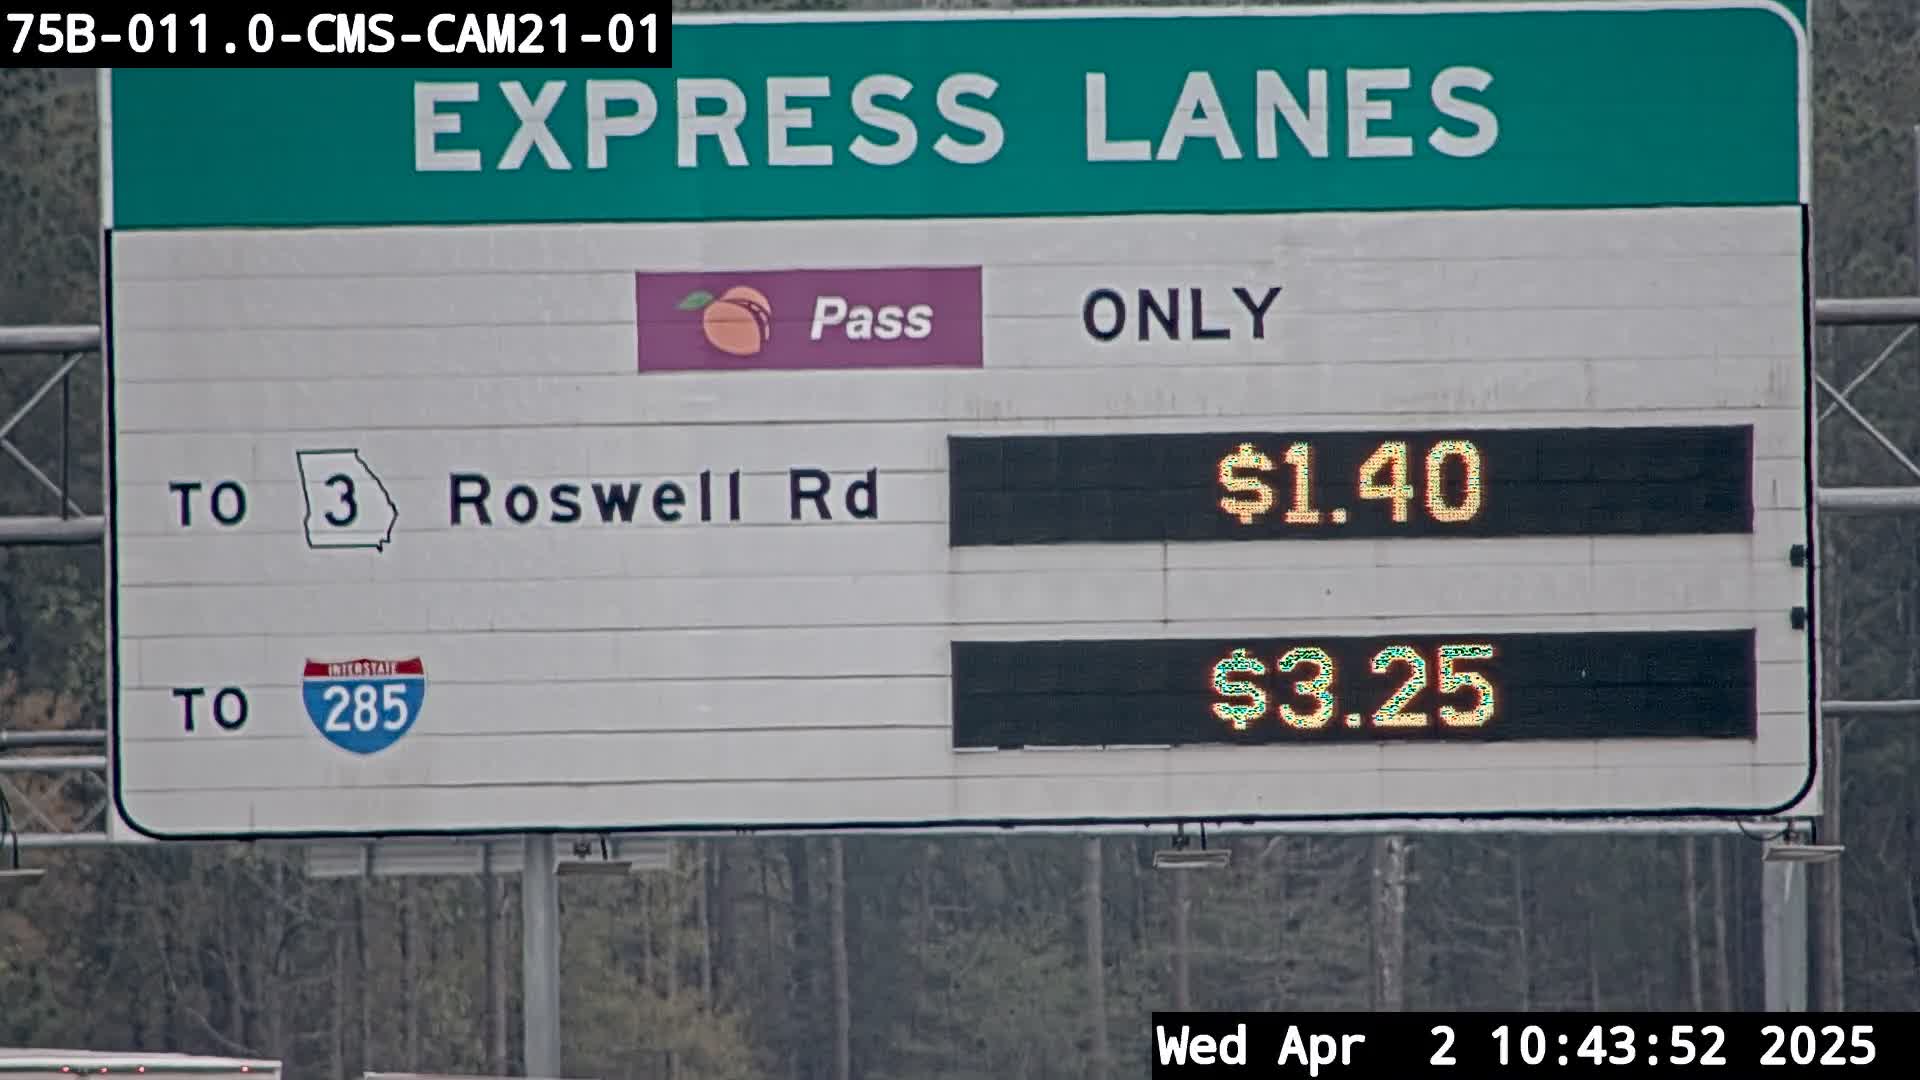 75B-011.0-CMS-CAM21-01
EXPRESS LANES
Pass ONLY
TO 3 Roswell Rd $1.40
TO INTERSTATE 285 $3.25
Wed Apr 2 10:43:52 2025